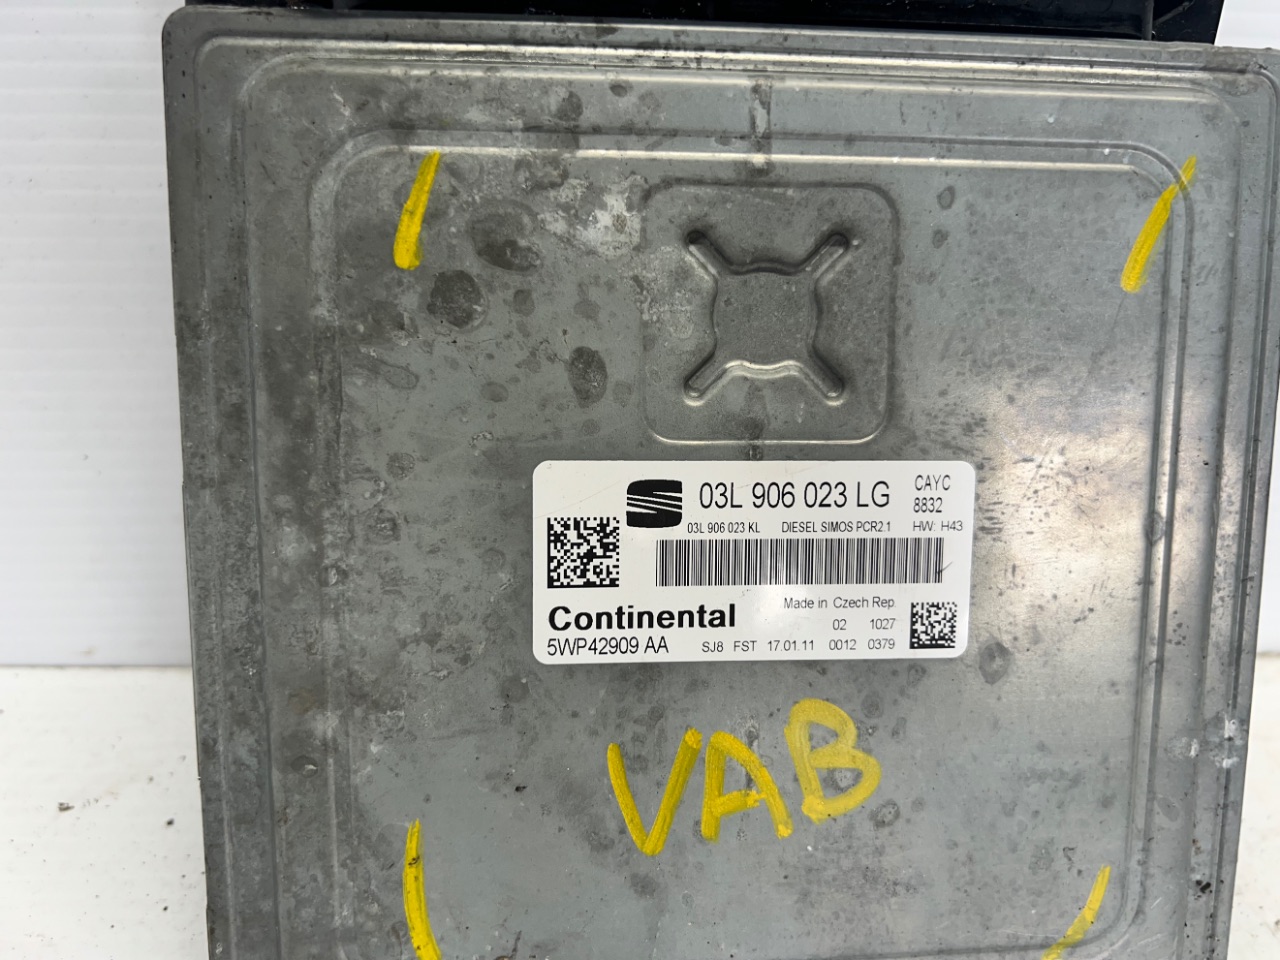 03L 906 023 LG CAYC
8832
03L 906 023 KL DIESEL SIMOS PCR2.1 HW: H43
Continental Made in Czech Rep.
02 1027
5WP42909 AA SJ8 FST 17.01.11 0012 0379
VAB